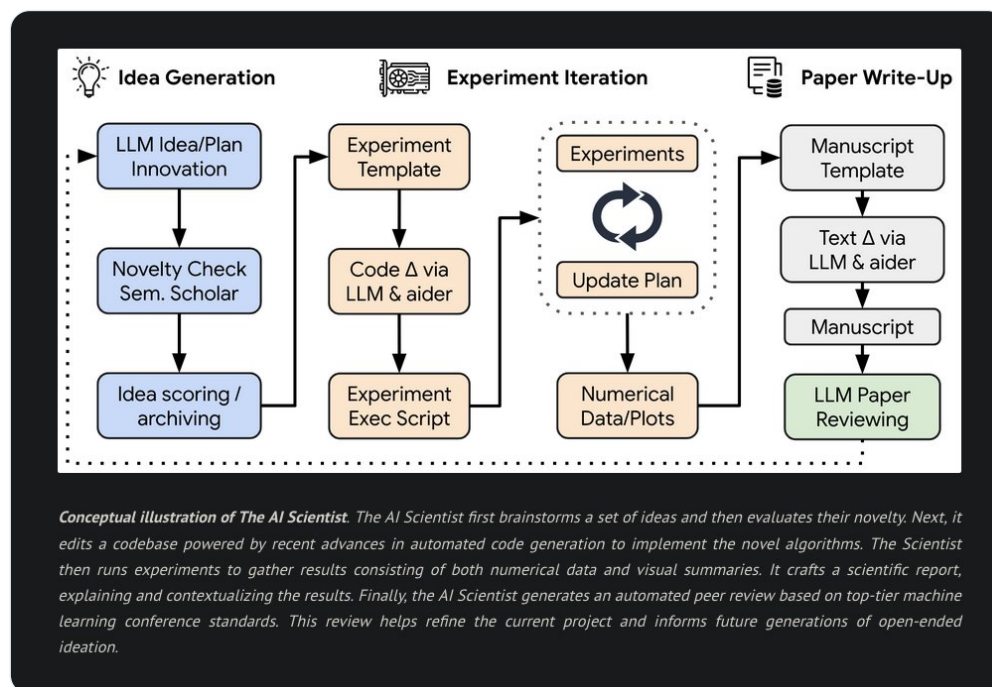 Idea Generation
Experiment Iteration
Paper Write-Up
LLM Idea/Plan
Innovation
Novelty Check
Sem. Scholar
Idea scoring /
archiving
Experiment
Template
Code Δ via
LLM & aider
Experiment
Exec Script
Experiments
Update Plan
Numerical
Data/Plots
Manuscript
Template
Text Δ via
LLM & aider
Manuscript
LLM Paper
Reviewing
Conceptual illustration of The AI Scientist. The AI Scientist first brainstorms a set of ideas and then evaluates their novelty. Next, it
edits a codebase powered by recent advances in automated code generation to implement the novel algorithms. The Scientist
then runs experiments to gather results consisting of both numerical data and visual summaries. It crafts a scientific report,
explaining and contextualizing the results. Finally, the AI Scientist generates an automated peer review based on top-tier machine
learning conference standards. This review helps refine the current project and informs future generations of open-ended
ideation.